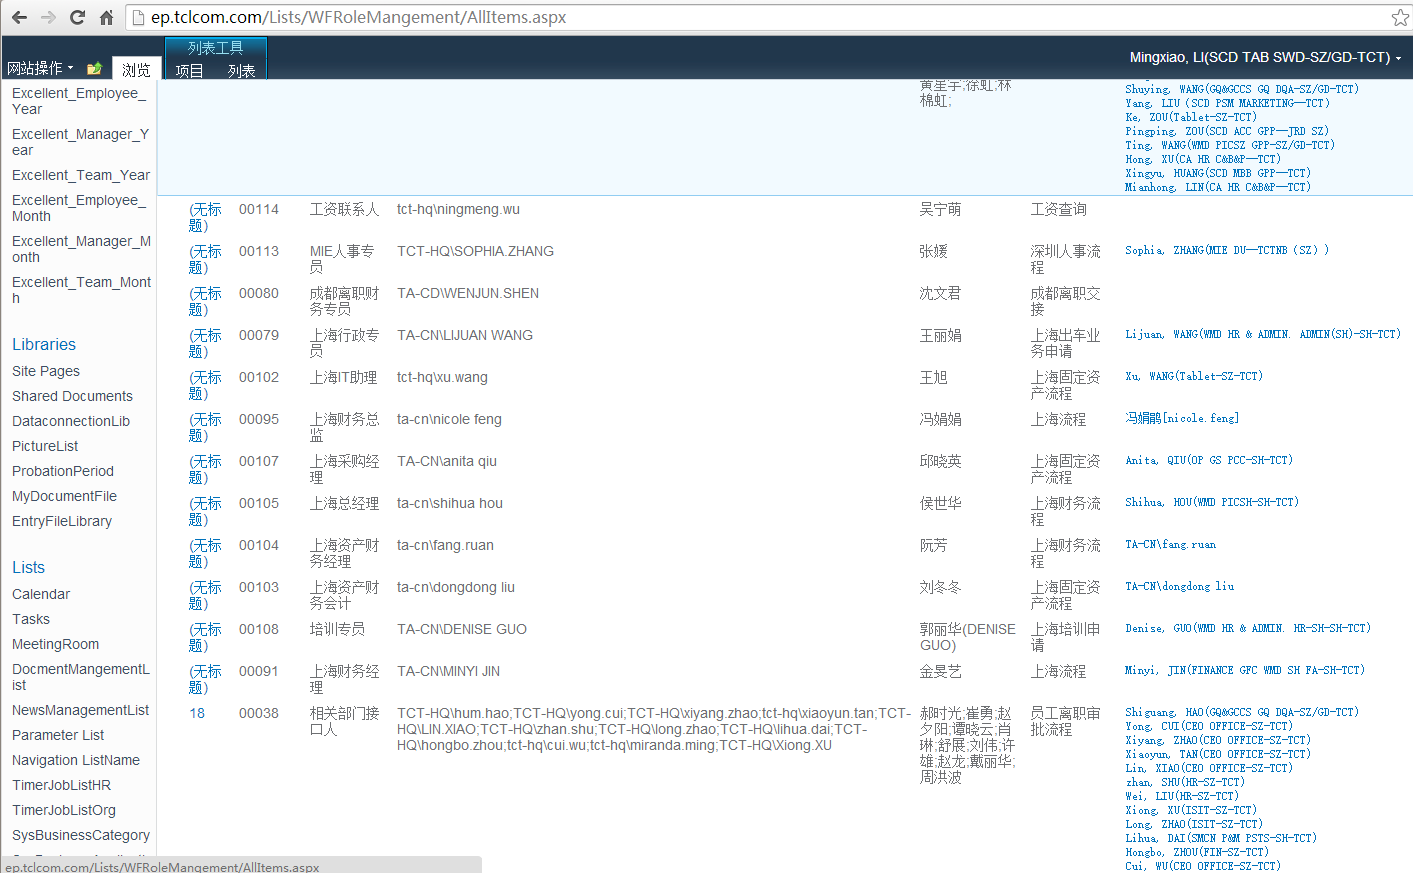 ep.tclcom.com/Lists/WFRoleMangement/AllItems.aspx
列表工具
网站操作
浏览
项目
列表
Mingxiao, LI(SCD TAB SWD-SZ/GD-TCT)
Excellent_Employee_
Year
Excellent_Manager_Y
ear
Excellent_Team_Year
Excellent_Employee_
Month
Excellent_Manager_M
onth
Excellent_Team_Mont
h
Libraries
Site Pages
Shared Documents
DataconnectionLib
PictureList
ProbationPeriod
MyDocumentFile
EntryFileLibrary
Lists
Calendar
Tasks
MeetingRoom
DocmentMangementL
ist
NewsManagementList
Parameter List
Navigation ListName
TimerJobListHR
TimerJobListOrg
SysBusinessCategory
ep.tclcom.com/Lists/WFRoleMangement/AllItems.aspx
黄星宇;徐虹;林
棉虹;
Shuying, WANG(GQ&GCCS GQ DQA-SZ/GD-TCT)
Yang, LIU (SCD PSM MARKETING--TCT)
Ke, ZOU(Tablet-SZ-TCT)
Pingping, ZOU(SCD ACC GPP--JRD SZ)
Ting, WANG(WMD PICSZ GPP-SZ/GD-TCT)
Hong, XU(CA HR C&B&P--TCT)
Xingyu, HUANG(SCD MBB GPP--TCT)
Mianhong, LIN(CA HR C&B&P--TCT)
(无标
题)
00114
工资联系人
tct-hq\ningmeng.wu
吴宁萌
工资查询
(无标
题)
00113
MIE人事专
员
TCT-HQ\SOPHIA.ZHANG
张媛
深圳人事流
程
Sophia, ZHANG(MIE DU--TCTNB（SZ）)
(无标
题)
00080
成都离职财
务专员
TA-CD\WENJUN.SHEN
沈文君
成都离职交
接
(无标
题)
00079
上海行政专
员
TA-CN\LIJUAN WANG
王丽娟
上海出车业
务申请
Lijuan, WANG(WMD HR & ADMIN. ADMIN(SH)-SH-TCT)
(无标
题)
00102
上海IT助理
tct-hq\xu.wang
王旭
上海固定资
产流程
Xu, WANG(Tablet-SZ-TCT)
(无标
题)
00095
上海财务总
监
ta-cn\nicole feng
冯娟娟
上海流程
冯娟鹃[nicole.feng]
(无标
题)
00107
上海采购经
理
TA-CN\anita qiu
邱晓英
上海固定资
产流程
Anita, QIU(OP GS PCC-SH-TCT)
(无标
题)
00105
上海总经理
ta-cn\shihua hou
侯世华
上海财务流
程
Shihua, HOU(WMD PICSH-SH-TCT)
(无标
题)
00104
上海资产财
务经理
ta-cn\fang.ruan
阮芳
上海财务流
程
TA-CN\fang.ruan
(无标
题)
00103
上海资产财
务会计
ta-cn\dongdong liu
刘冬冬
上海固定资
产流程
TA-CN\dongdong liu
(无标
题)
00108
培训专员
TA-CN\DENISE GUO
郭丽华(DENISE
GUO)
上海培训申
请
Denise, GUO(WMD HR & ADMIN. HR-SH-SH-TCT)
(无标
题)
00091
上海财务经
理
TA-CN\MINYI JIN
金旻艺
上海流程
Minyi, JIN(FINANCE GFC WMD SH FA-SH-TCT)
18
00038
相关部门接
口人
TCT-HQ\hum.hao;TCT-HQ\yong.cui;TCT-HQ\xiyang.zhao;tct-hq\xiaoyun.tan;TCT-
HQ\LIN.XIAO;TCT-HQ\zhan.shu;TCT-HQ\long.zhao;TCT-HQ\lihua.dai;TCT-
HQ\hongbo.zhou;tct-hq\cui.wu;tct-hq\miranda.ming;TCT-HQ\Xiong.XU
郝时光;崔勇;赵
夕阳;谭晓云;肖
琳;舒展;刘伟;许
雄;赵龙;戴丽华;
周洪波
员工离职审
批流程
Shiguang, HAO(GQ&GCCS GQ DQA-SZ/GD-TCT)
Yong, CUI(CEO OFFICE-SZ-TCT)
Xiyang, ZHAO(CEO OFFICE-SZ-TCT)
Xiaoyun, TAN(CEO OFFICE-SZ-TCT)
Lin, XIAO(CEO OFFICE-SZ-TCT)
zhan, SHU(HR-SZ-TCT)
Wei, LIU(HR-SZ-TCT)
Xiong, XU(ISIT-SZ-TCT)
Long, ZHAO(ISIT-SZ-TCT)
Lihua, DAI(SMCN P&M PSTS-SH-TCT)
Hongbo, ZHOU(FIN-SZ-TCT)
Cui, WU(CEO OFFICE-SZ-TCT)